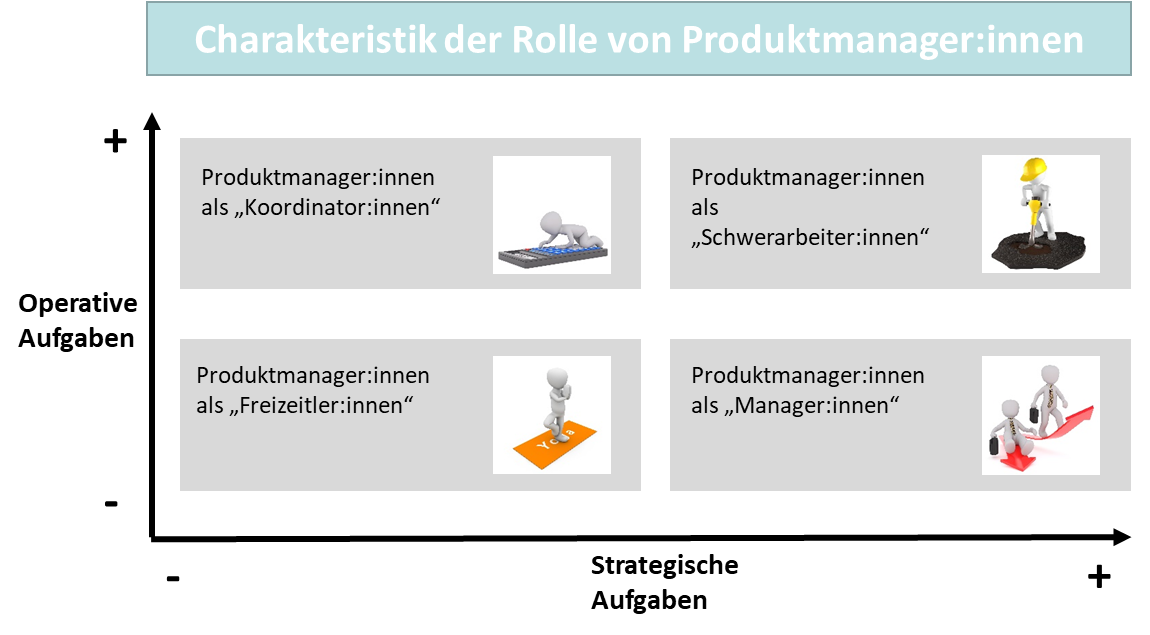 Charakteristik der Rolle von Produktmanager:innen
+
Produktmanager:innen
als „Koordinator:innen“
Produktmanager:innen
als
„Schwerarbeiter:innen“
Operative
Aufgaben
Produktmanager:innen
als „Freizeitler:innen“
Yoga
Produktmanager:innen
als „Manager:innen“
-
-
Strategische
Aufgaben
+